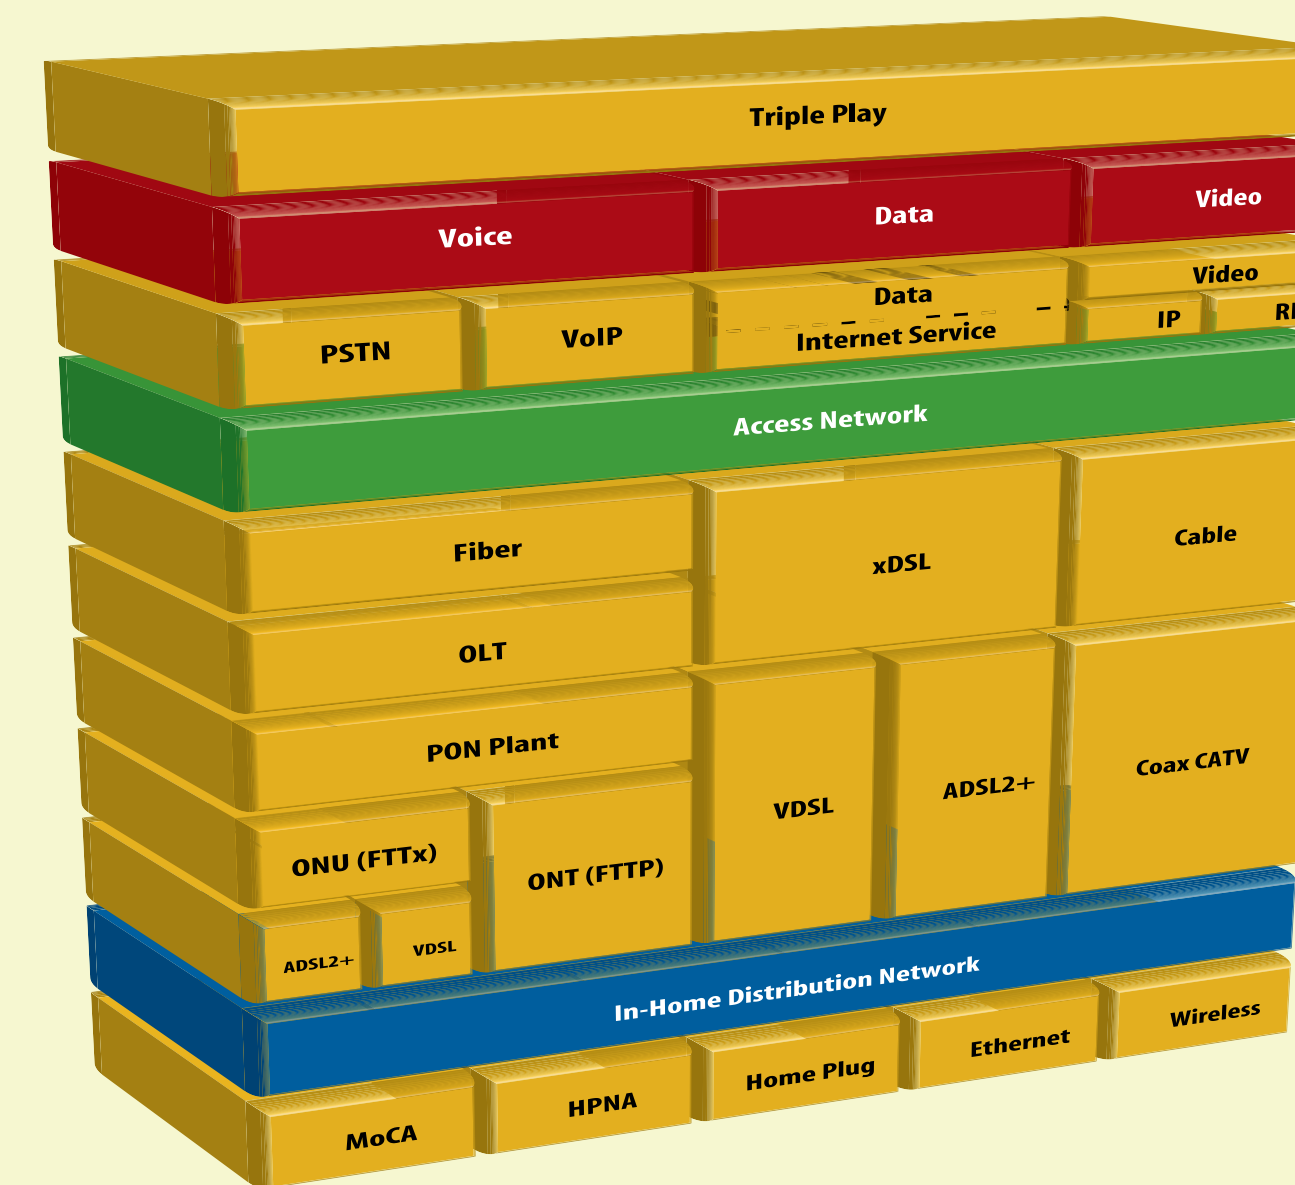 Triple Play
Voice
Data
Video
PSTN
VoIP
Data
Internet Service
Video
IP
Access Network
Fiber
xDSL
Cable
OLT
PON Plant
VDSL
ADSL2+
Coax CATV
ONU (FTTx)
ONT (FTTP)
ADSL2+
VDSL
In-Home Distribution Network
MoCA
HPNA
Home Plug
Ethernet
Wireless